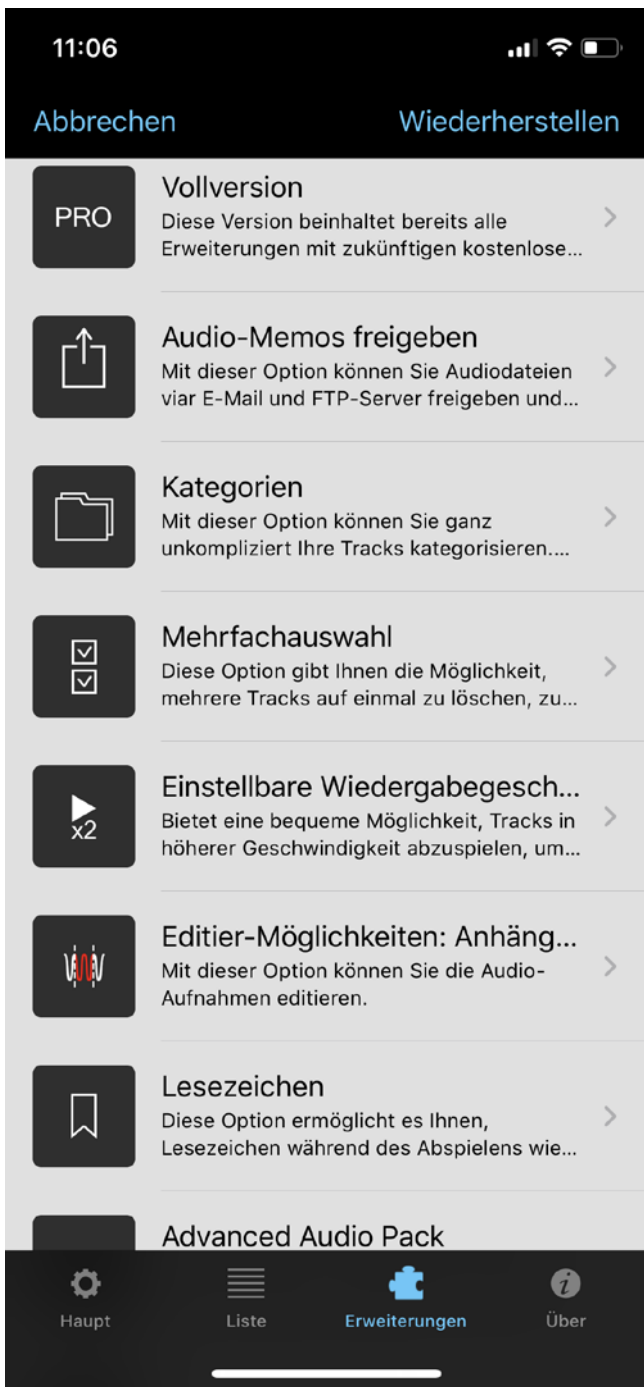 11:06
Abbrechen
Wiederherstellen
PRO
Vollversion
Diese Version beinhaltet bereits alle
Erweiterungen mit zukünftigen kostenlose...
Audio-Memos freigeben
Mit dieser Option können Sie Audiodateien
viar E-Mail und FTP-Server freigeben und...
Kategorien
Mit dieser Option können Sie ganz
unkompliziert Ihre Tracks kategorisieren....
Mehrfachauswahl
Diese Option gibt Ihnen die Möglichkeit,
mehrere Tracks auf einmal zu löschen, zu...
x2
Einstellbare Wiedergabegesch...
Bietet eine bequeme Möglichkeit, Tracks in
höherer Geschwindigkeit abzuspielen, um...
Editier-Möglichkeiten: Anhäng...
Mit dieser Option können Sie die Audio-
Aufnahmen editieren.
Lesezeichen
Diese Option ermöglicht es Ihnen,
Lesezeichen während des Abspielens wie...
Advanced Audio Pack
Haupt
Liste
Erweiterungen
Über